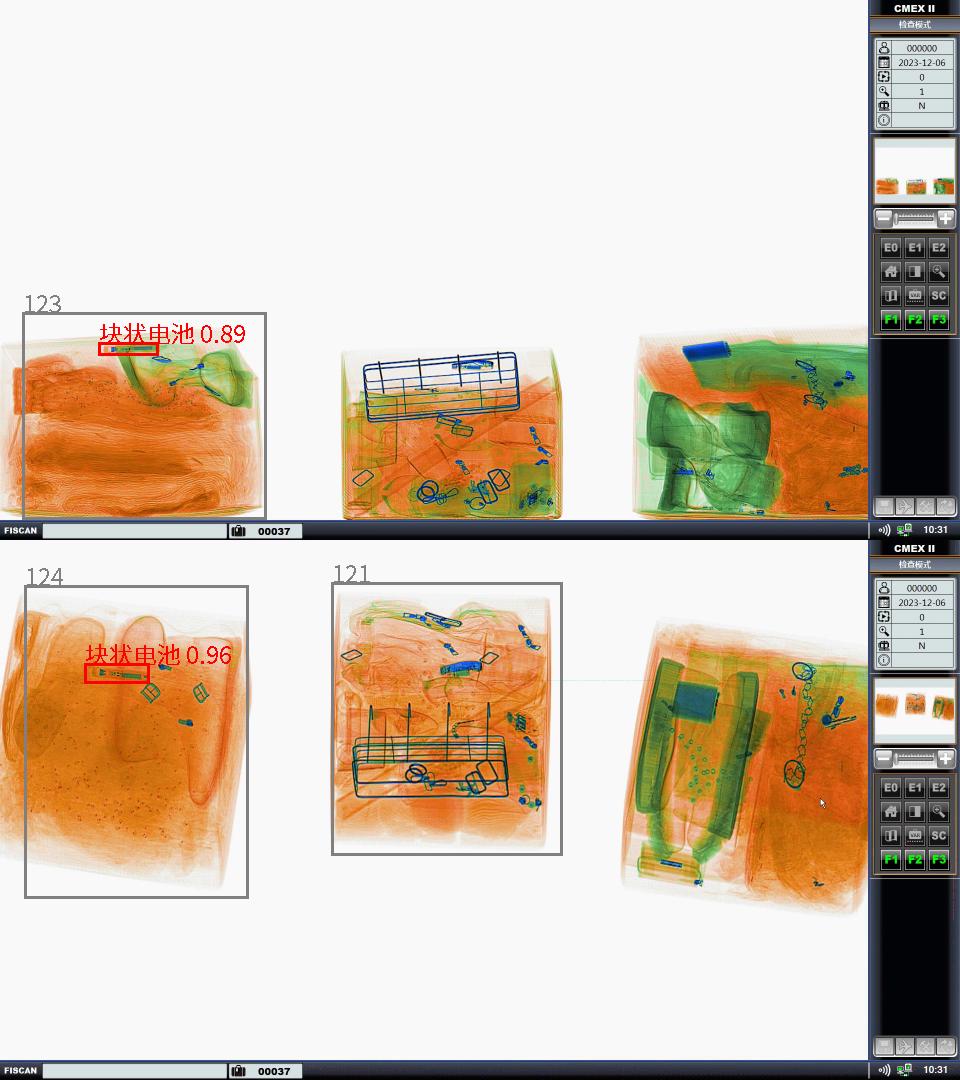 CMEX II
检查模式
000000
2023-12-06
0
1
N
E0 E1 E2
VAR SC
F1 F2 F3
123
块状电池 0.89
FISCAN
00037
10:31
CMEX II
检查模式
000000
2023-12-06
0
1
N
E0 E1 E2
VAR SC
F1 F2 F3
124
121
块状电池 0.96
FISCAN
00037
10:31